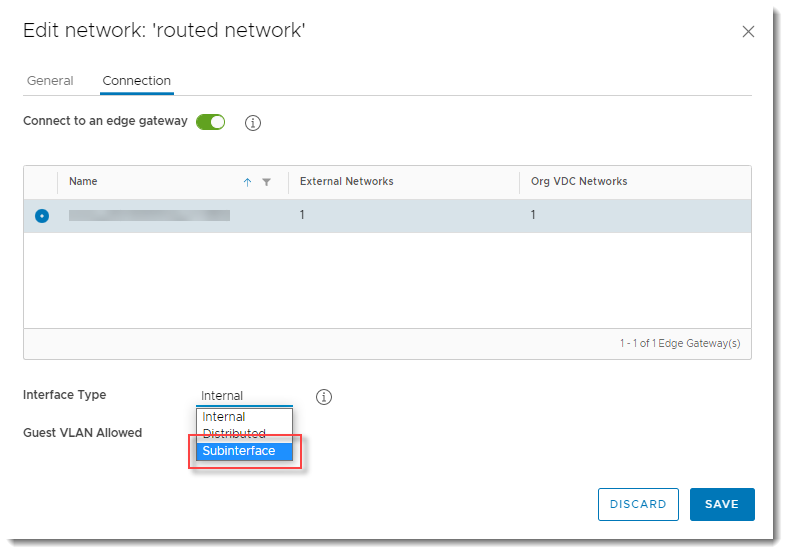 Edit network: 'routed network'
General Connection
Connect to an edge gateway
Name External Networks Org VDC Networks
1 1
1 - 1 of 1 Edge Gateway(s)
Interface Type Internal
Internal
Guest VLAN Allowed Distributed
Subinterface
DISCARD SAVE